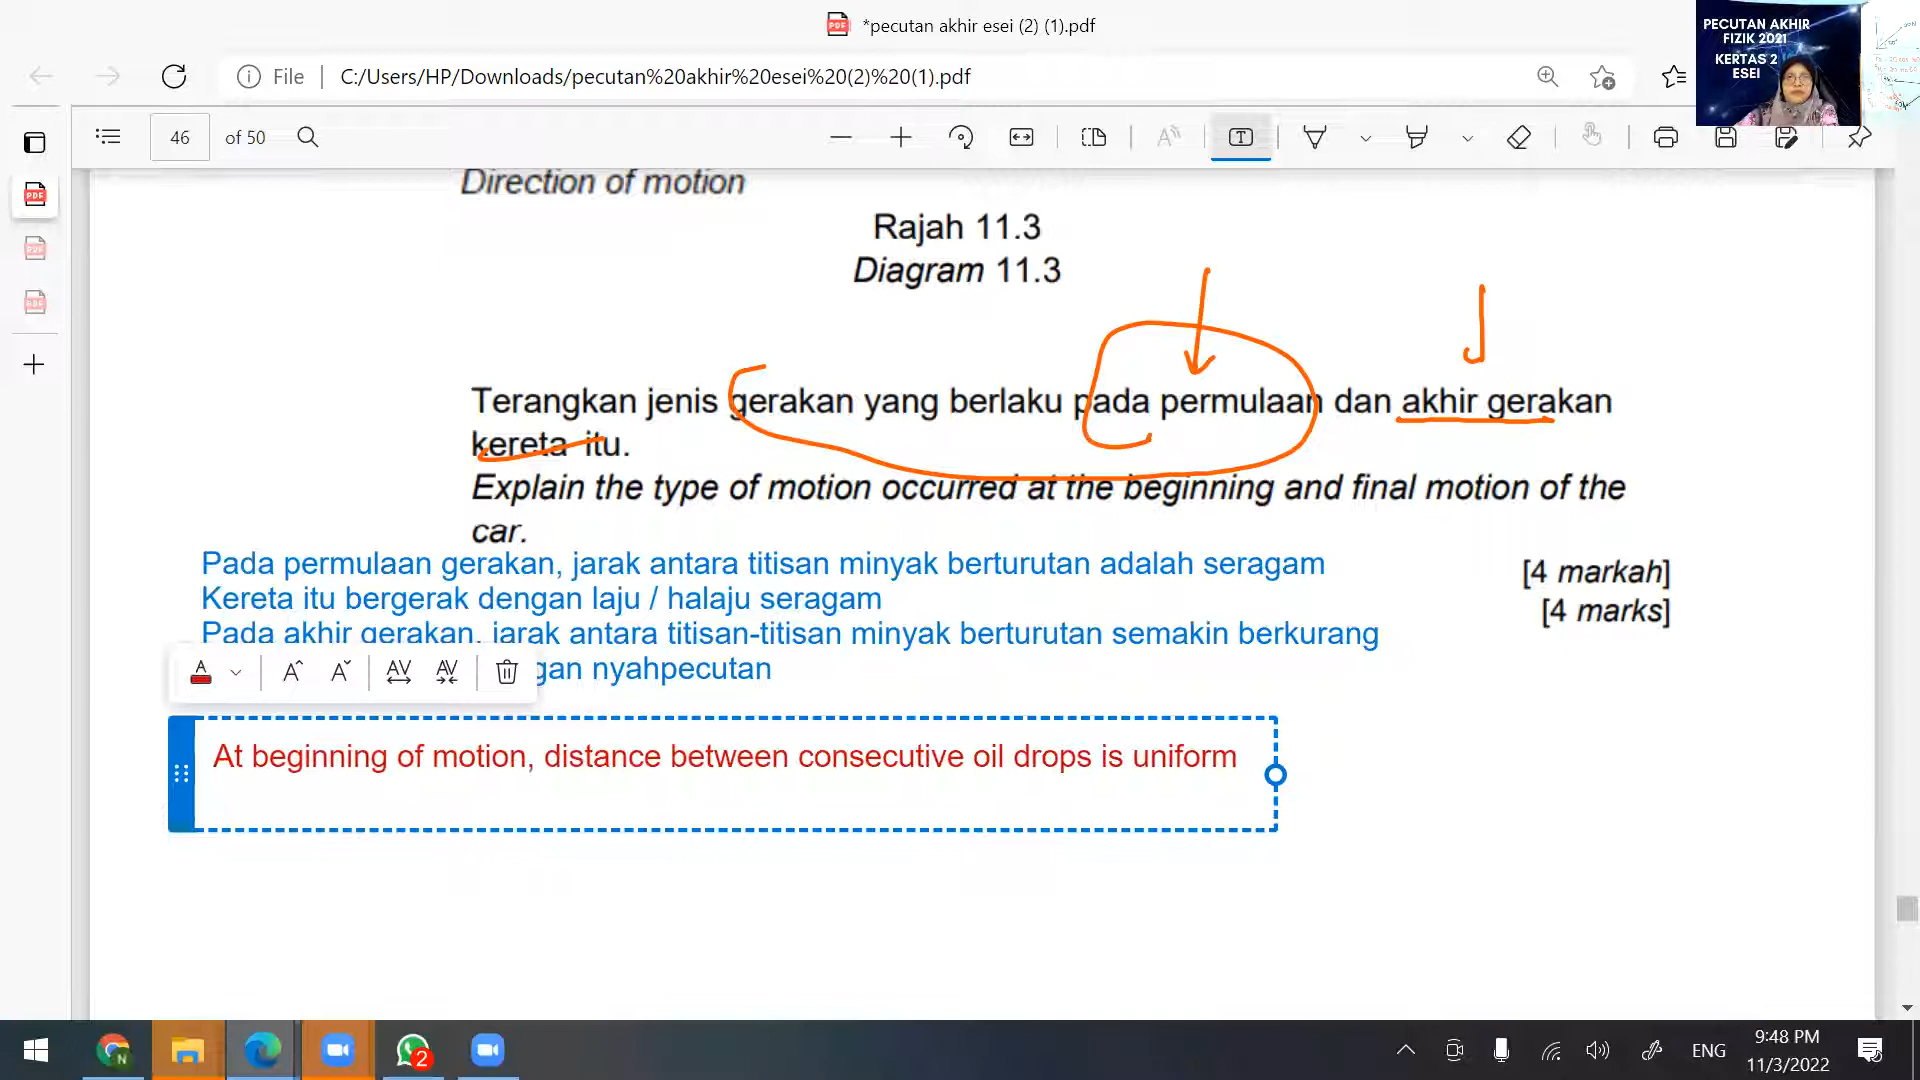 *pecutan akhir esei (2) (1).pdf
File
C:/Users/HP/Downloads/pecutan%20akhir%20esei%20(2)%20(1).pdf
PECUTAN AKHIR
FIZIK 2021
KERTAS 2
ESEI
46 of 50
Direction of motion
Rajah 11.3
Diagram 11.3
Terangkan jenis gerakan yang berlaku pada permulaan dan akhir gerakan
kereta itu.
Explain the type of motion occurred at the beginning and final motion of the
car.
[4 markah]
[4 marks]
Pada permulaan gerakan, jarak antara titisan minyak berturutan adalah seragam
Kereta itu bergerak dengan laju / halaju seragam
Pada akhir gerakan, jarak antara titisan-titisan minyak berturutan semakin berkurang
gan nyahpecutan
At beginning of motion, distance between consecutive oil drops is uniform
2
ENG
9:48 PM
11/3/2022